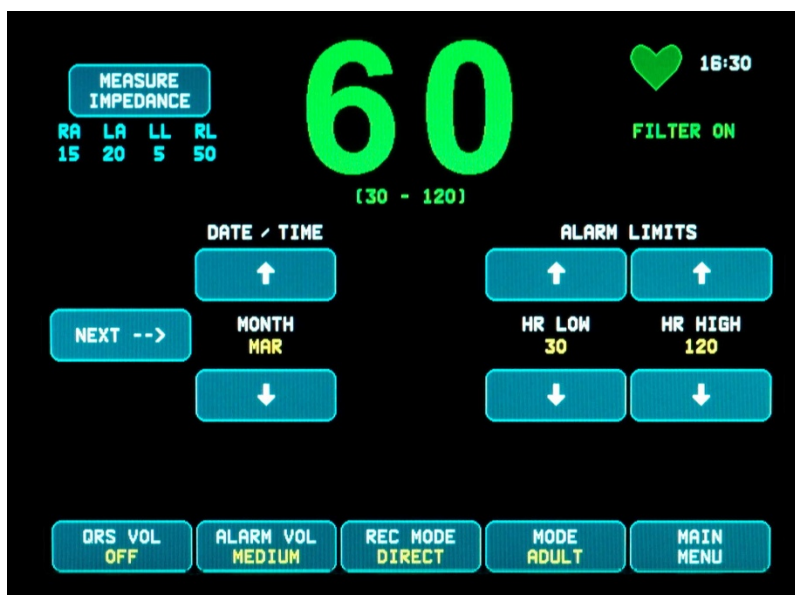 MEASURE
IMPEDANCE
RA LA LL RL
15 20 5 50
60
(30 - 120)
16:30
FILTER ON
DATE / TIME
ALARM LIMITS
NEXT -->
MONTH
MAR
HR LOW
30
HR HIGH
120
QRS VOL
OFF
ALARM VOL
MEDIUM
REC MODE
DIRECT
MODE
ADULT
MAIN
MENU